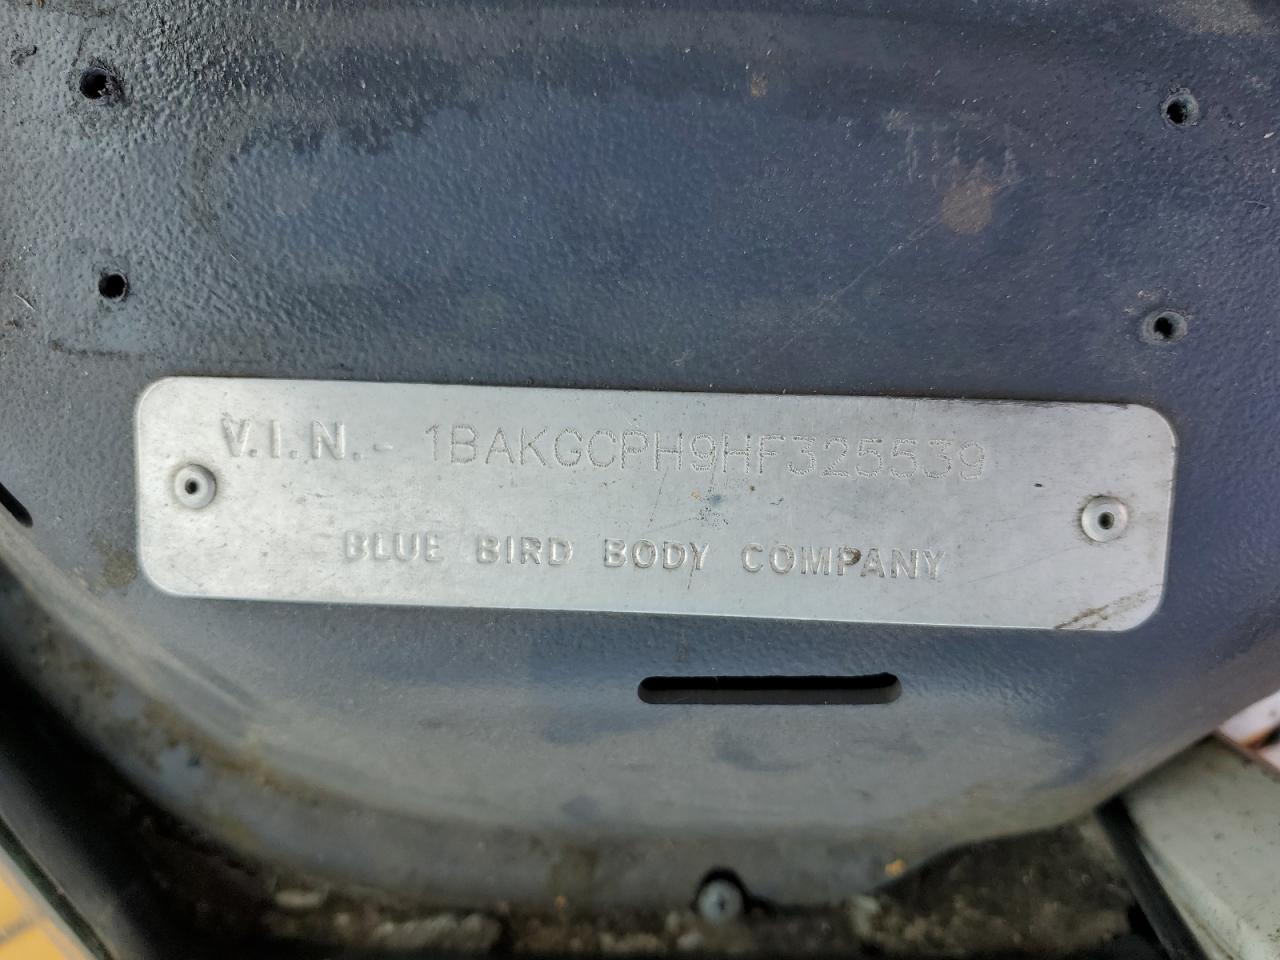 V.I.N.- 1BAKGCPH9HF325539
BLUE BIRD BODY COMPANY